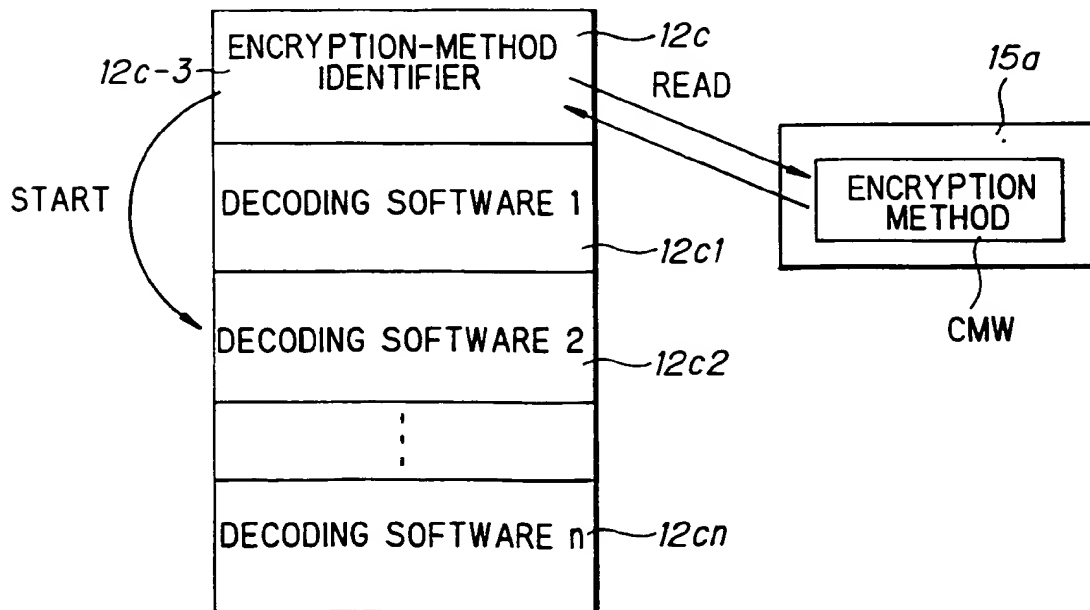 12c
ENCRYPTION-METHOD
IDENTIFIER
12c-3
READ
15a
START
ENCRYPTION
METHOD
CMW
DECODING SOFTWARE 1
12c1
DECODING SOFTWARE 2
12c2
DECODING SOFTWARE n
12cn